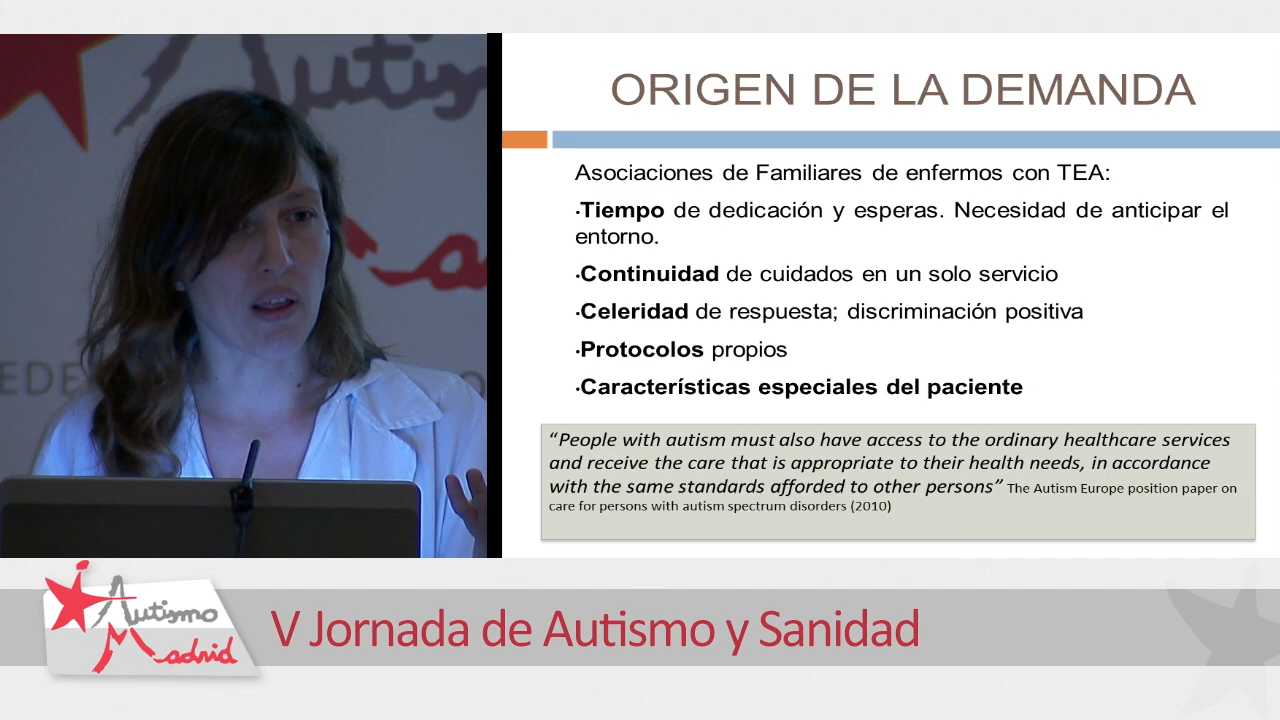 Autismo
EDE
ORIGEN DE LA DEMANDA
Asociaciones de Familiares de enfermos con TEA:
·Tiempo de dedicación y esperas. Necesidad de anticipar el
entorno.
·Continuidad de cuidados en un solo servicio
·Celeridad de respuesta; discriminación positiva
·Protocolos propios
·Características especiales del paciente
“People with autism must also have access to the ordinary healthcare services
and receive the care that is appropriate to their health needs, in accordance
with the same standards afforded to other persons” The Autism Europe position paper on
care for persons with autism spectrum disorders (2010)
Autismo
Madrid
V Jornada de Autismo y Sanidad